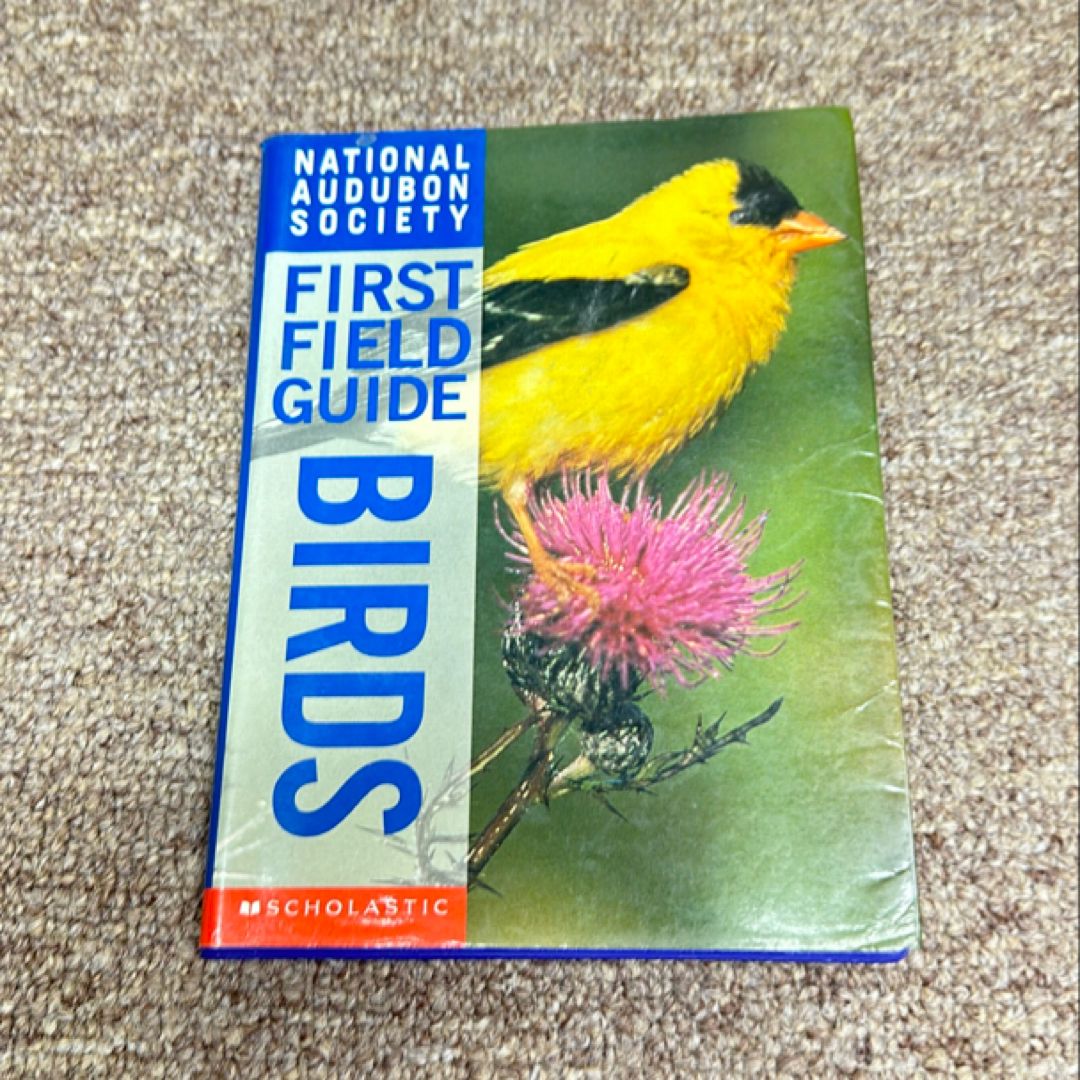 NATIONAL
AUDUBON
SOCIETY
FIRST
FIELD
GUIDE
BIRDS
SCHOLASTIC